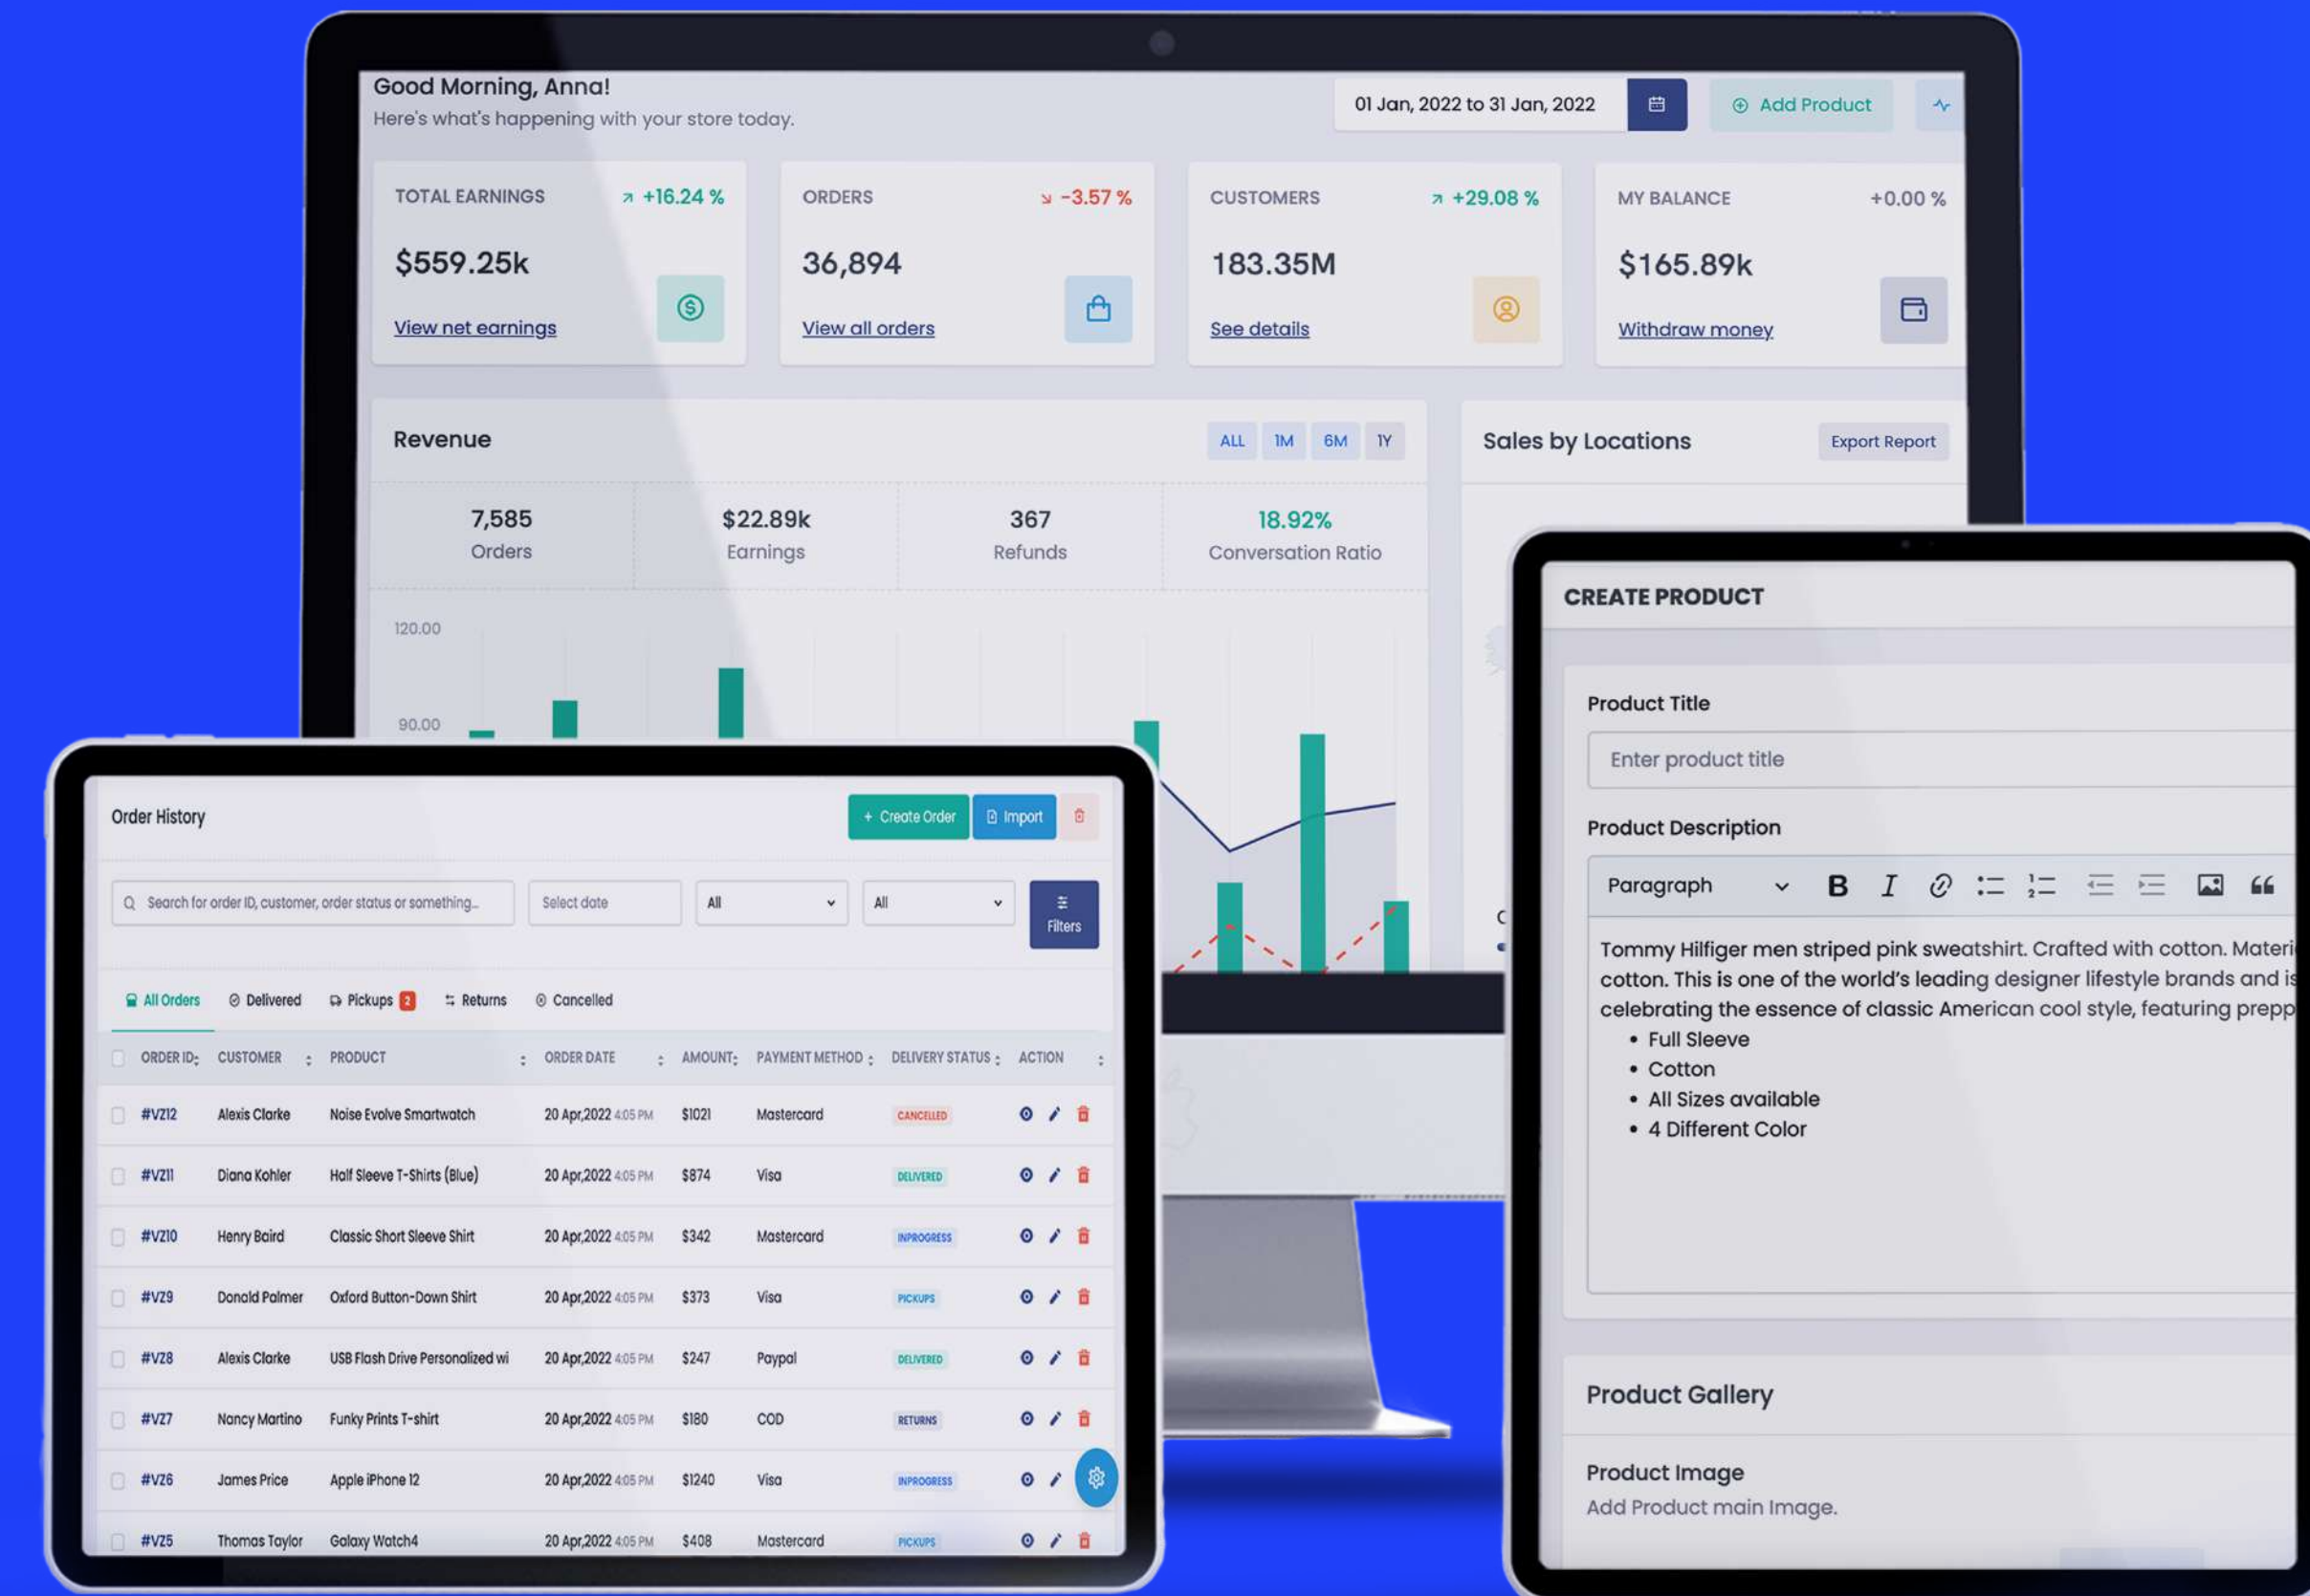 Good Morning, Anna!
Here's what's happening with your store today.
01 Jan, 2022 to 31 Jan, 2022
Add Product
TOTAL EARNINGS +16.24 %
$559.25k
View net earnings
ORDERS -3.57 %
36,894
View all orders
CUSTOMERS +29.08 %
183.35M
See details
MY BALANCE +0.00 %
$165.89k
Withdraw money
Revenue
ALL 1M 6M 1Y
7,585
Orders
$22.89k
Earnings
367
Refunds
18.92%
Conversation Ratio
120.00
90.00
Sales by Locations
Export Report
Order History
+ Create Order
Import
Search for order ID, customer, order status or something...
Select date
All
All
Filters
All Orders Delivered Pickups 2 Returns Cancelled
ORDER ID CUSTOMER PRODUCT ORDER DATE AMOUNT PAYMENT METHOD DELIVERY STATUS ACTION
#VZ12 Alexis Clarke Noise Evolve Smartwatch 20 Apr,2022 4:05 PM $1021 Mastercard CANCELLED
#VZ11 Diana Kohler Half Sleeve T-Shirts (Blue) 20 Apr,2022 4:05 PM $874 Visa DELIVERED
#VZ10 Henry Baird Classic Short Sleeve Shirt 20 Apr,2022 4:05 PM $342 Mastercard INPROGRESS
#VZ9 Donald Palmer Oxford Button-Down Shirt 20 Apr,2022 4:05 PM $373 Visa PICKUPS
#VZ8 Alexis Clarke USB Flash Drive Personalized wi 20 Apr,2022 4:05 PM $247 Paypal DELIVERED
#VZ7 Nancy Martino Funky Prints T-shirt 20 Apr,2022 4:05 PM $180 COD RETURNS
#VZ6 James Price Apple iPhone 12 20 Apr,2022 4:05 PM $1240 Visa INPROGRESS
#VZ5 Thomas Taylor Galaxy Watch4 20 Apr,2022 4:05 PM $408 Mastercard PICKUPS
CREATE PRODUCT
Product Title
Enter product title
Product Description
Paragraph B I
Tommy Hilfiger men striped pink sweatshirt. Crafted with cotton. Materi
cotton. This is one of the world's leading designer lifestyle brands and is
celebrating the essence of classic American cool style, featuring prepp
• Full Sleeve
• Cotton
• All Sizes available
• 4 Different Color
Product Gallery
Product Image
Add Product main Image.